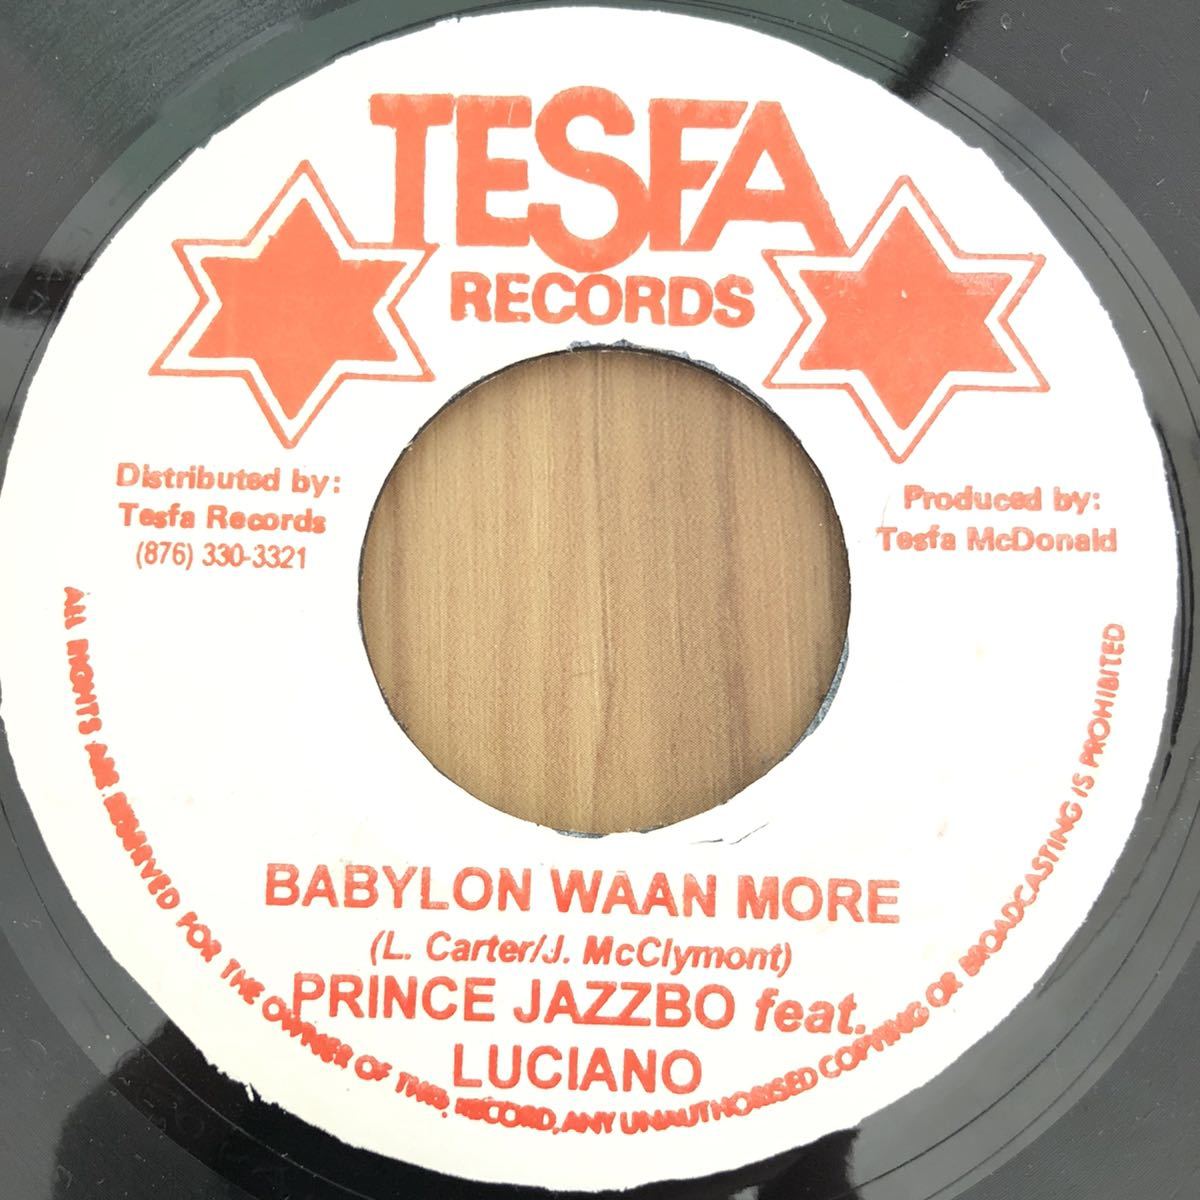 TESFA
RECORDS
Distributed by:
Tesfa Records
(876) 330-3321
Produced by:
Tesfa McDonald
BABYLON WAAN MORE
(L. Carter/J. McClymont)
PRINCE JAZZBO feat.
LUCIANO
ALL RIGHTS ARE RESERVED FOR THE OWNER OF THIS RECORD, ANY UNAUTHORISED COPYING OR BROADCASTING IS PROHIBITED